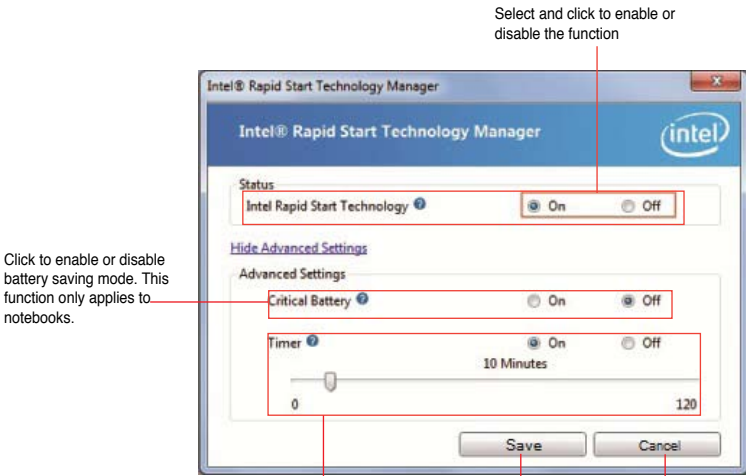 Select and click to enable or
disable the function
Intel® Rapid Start Technology Manager
Intel® Rapid Start Technology Manager
intel
Status
Intel Rapid Start Technology ? On Off
Hide Advanced Settings
Click to enable or disable
battery saving mode. This
function only applies to
notebooks.
Advanced Settings
Critical Battery ? On Off
Timer ? On Off
10 Minutes
0 120
Save Cancel